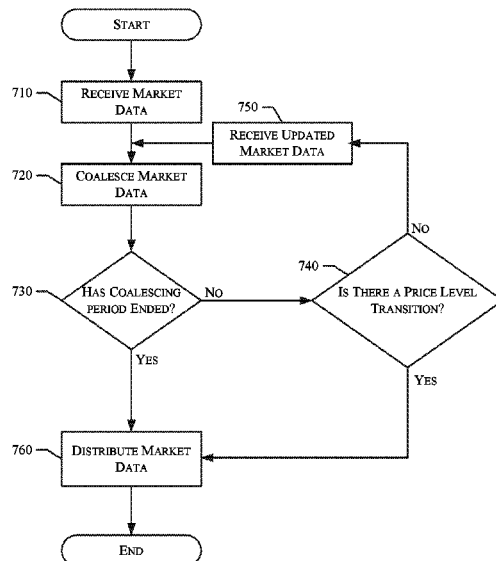 START
710
RECEIVE MARKET
DATA
750
RECEIVE UPDATED
MARKET DATA
720
COALESCE MARKET
DATA
NO
730
HAS COALESCING
PERIOD ENDED?
NO
740
IS THERE A PRICE LEVEL
TRANSITION?
YES
YES
760
DISTRIBUTE MARKET
DATA
END